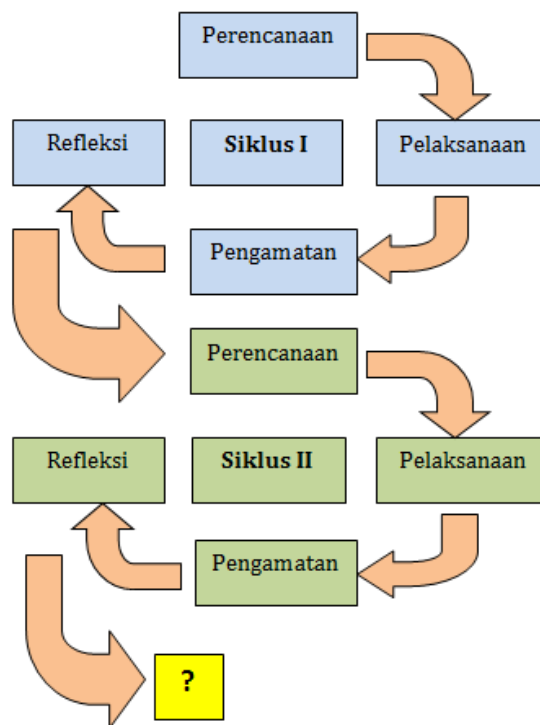 Perencanaan
Refleksi
Siklus I
Pelaksanaan
Pengamatan
Perencanaan
Refleksi
Siklus II
Pelaksanaan
Pengamatan
?